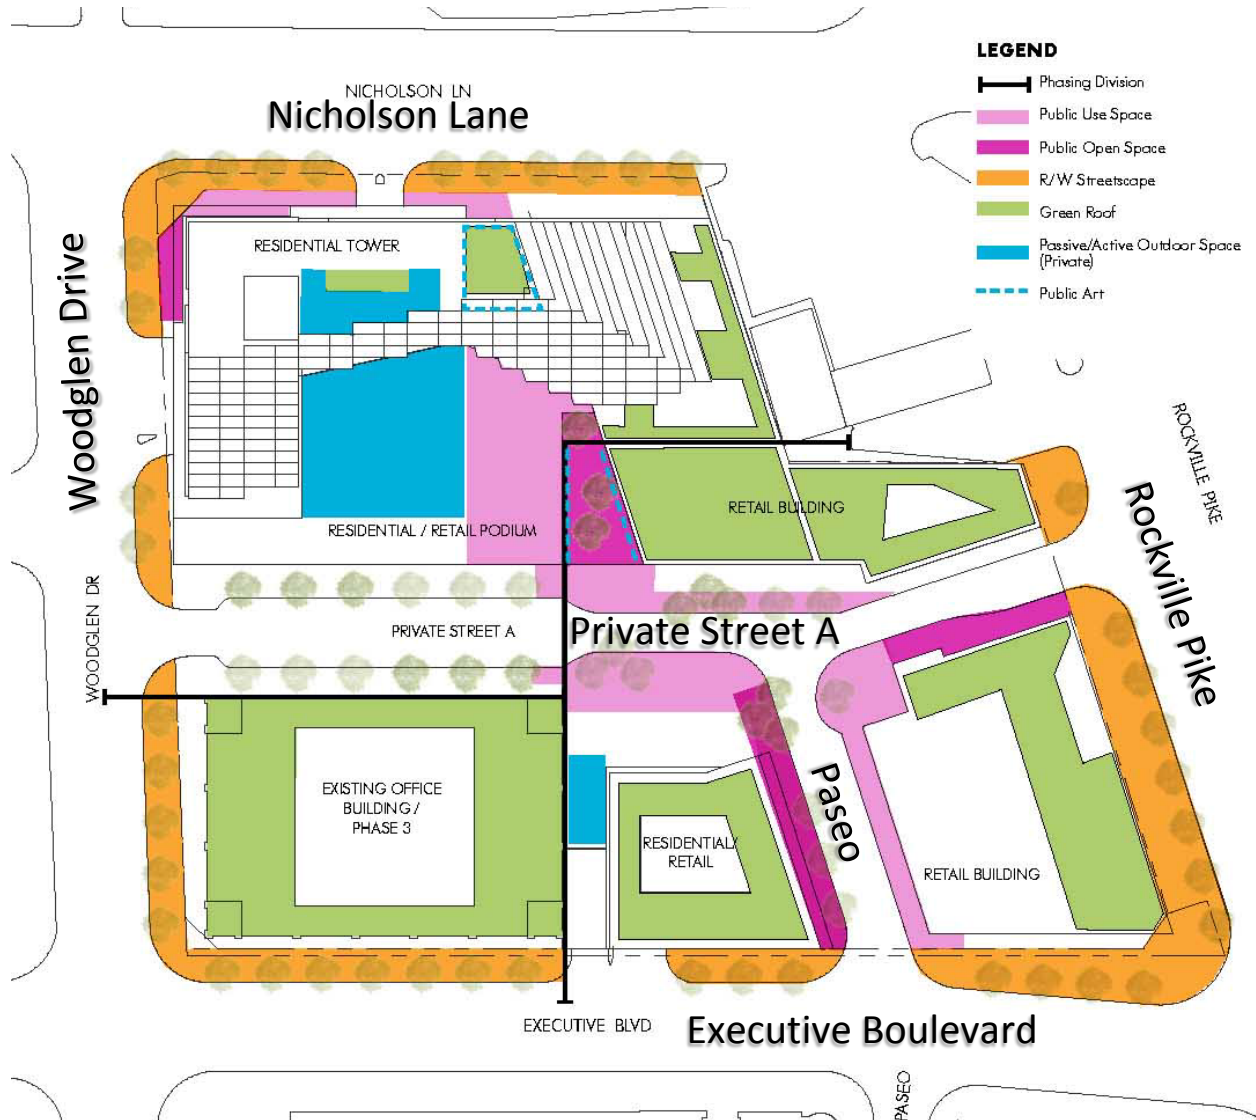 LEGEND
Phasing Division
Public Use Space
Public Open Space
R/W Streetscape
Green Roof
Passive/Active Outdoor Space
(Private)
Public Art
NICHOLSON LN
Nicholson Lane
Woodglen Drive
RESIDENTIAL TOWER
ROCKVILLE PIKE
Rockville Pike
RETAIL BUILDING
RESIDENTIAL / RETAIL PODIUM
WOODGLEN DR
PRIVATE STREET A
Private Street A
EXISTING OFFICE
BUILDING /
PHASE 3
Paseo
RESIDENTIAL/
RETAIL
RETAIL BUILDING
EXECUTIVE BLVD
Executive Boulevard
PASEO